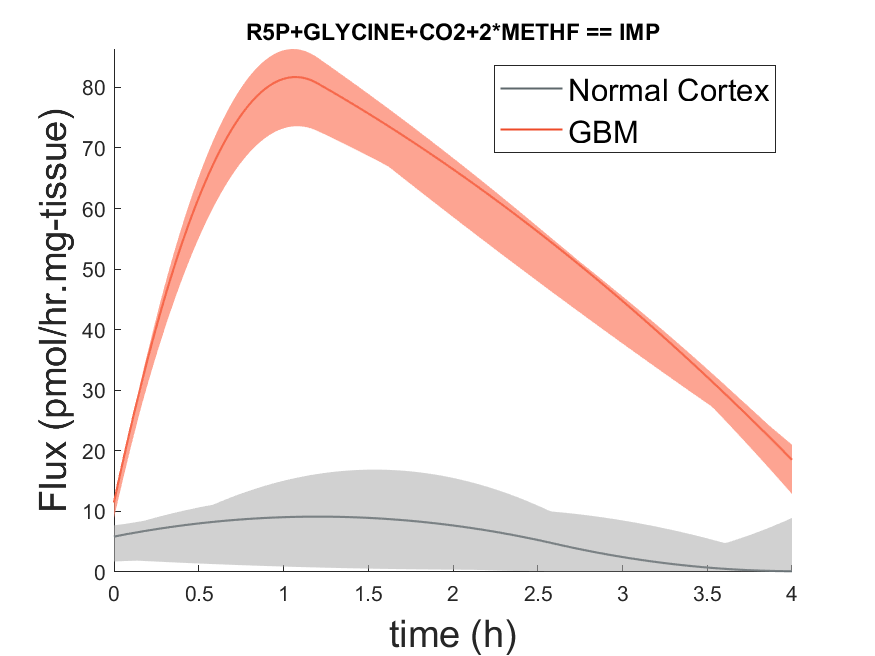 R5P+GLYCINE+CO2+2*METHF == IMP
Normal Cortex
GBM
Flux (pmol/hr.mg-tissue)
80
70
60
50
40
30
20
10
0
0 0.5 1 1.5 2 2.5 3 3.5 4
time (h)